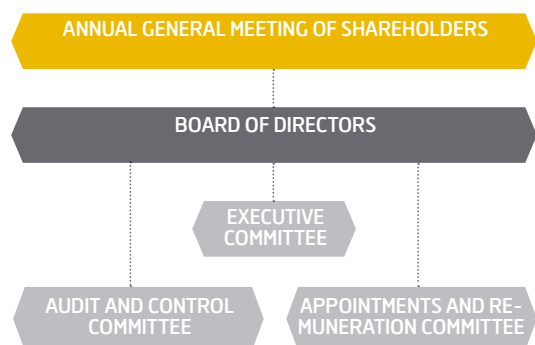 ANNUAL GENERAL MEETING OF SHAREHOLDERS
BOARD OF DIRECTORS
EXECUTIVE
COMMITTEE
AUDIT AND CONTROL
COMMITTEE
APPOINTMENTS AND RE-
MUNERATION COMMITTEE